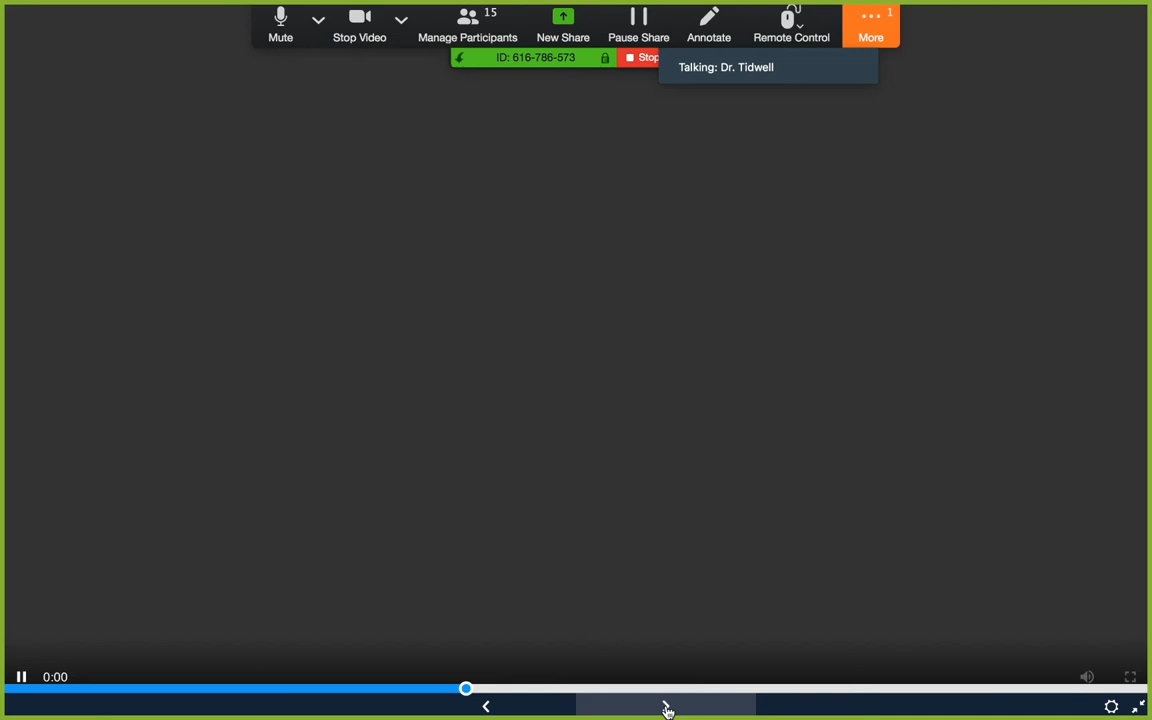 15
1
Mute Stop Video Manage Participants New Share Pause Share Annotate Remote Control More
ID: 616-786-573 Stop
Talking: Dr. Tidwell
0:00